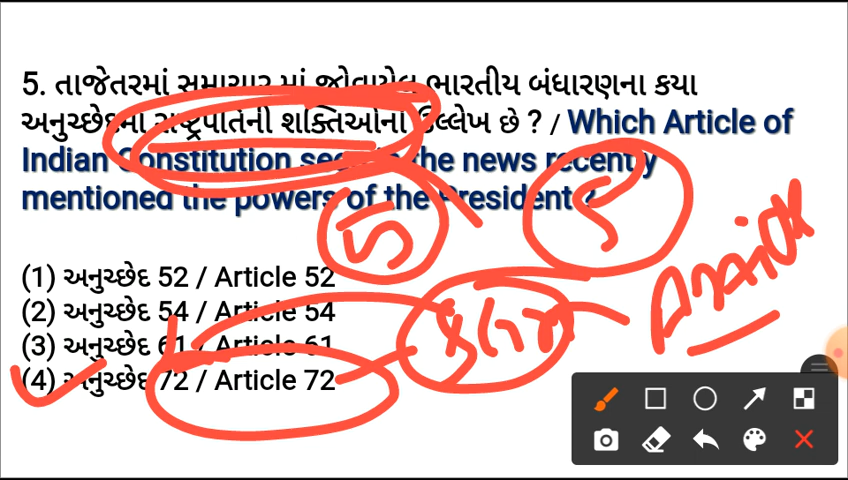 5. તાજેતરમાં સમાચાર માં જોવાયેલ ભારતીય બંધારણના કયા
અનુચ્છેદમાં રાષ્ટ્રપતિની શક્તિઓનો ઉલ્લેખ છે ? / Which Article of
Indian Constitution seen in the news recently
mentioned the powers of the President ?
(1) અનુચ્છેદ 52 / Article 52
(2) અનુચ્છેદ 54 / Article 54
(3) અનુચ્છેદ 61 / Article 61
(4) અનુચ્છેદ 72 / Article 72